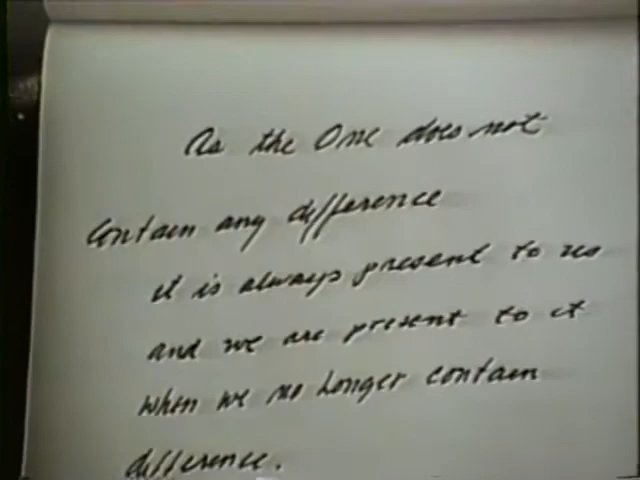 As the One does not
Contain any difference
it is always present to us
and we are present to it
when we no Longer contain
difference.